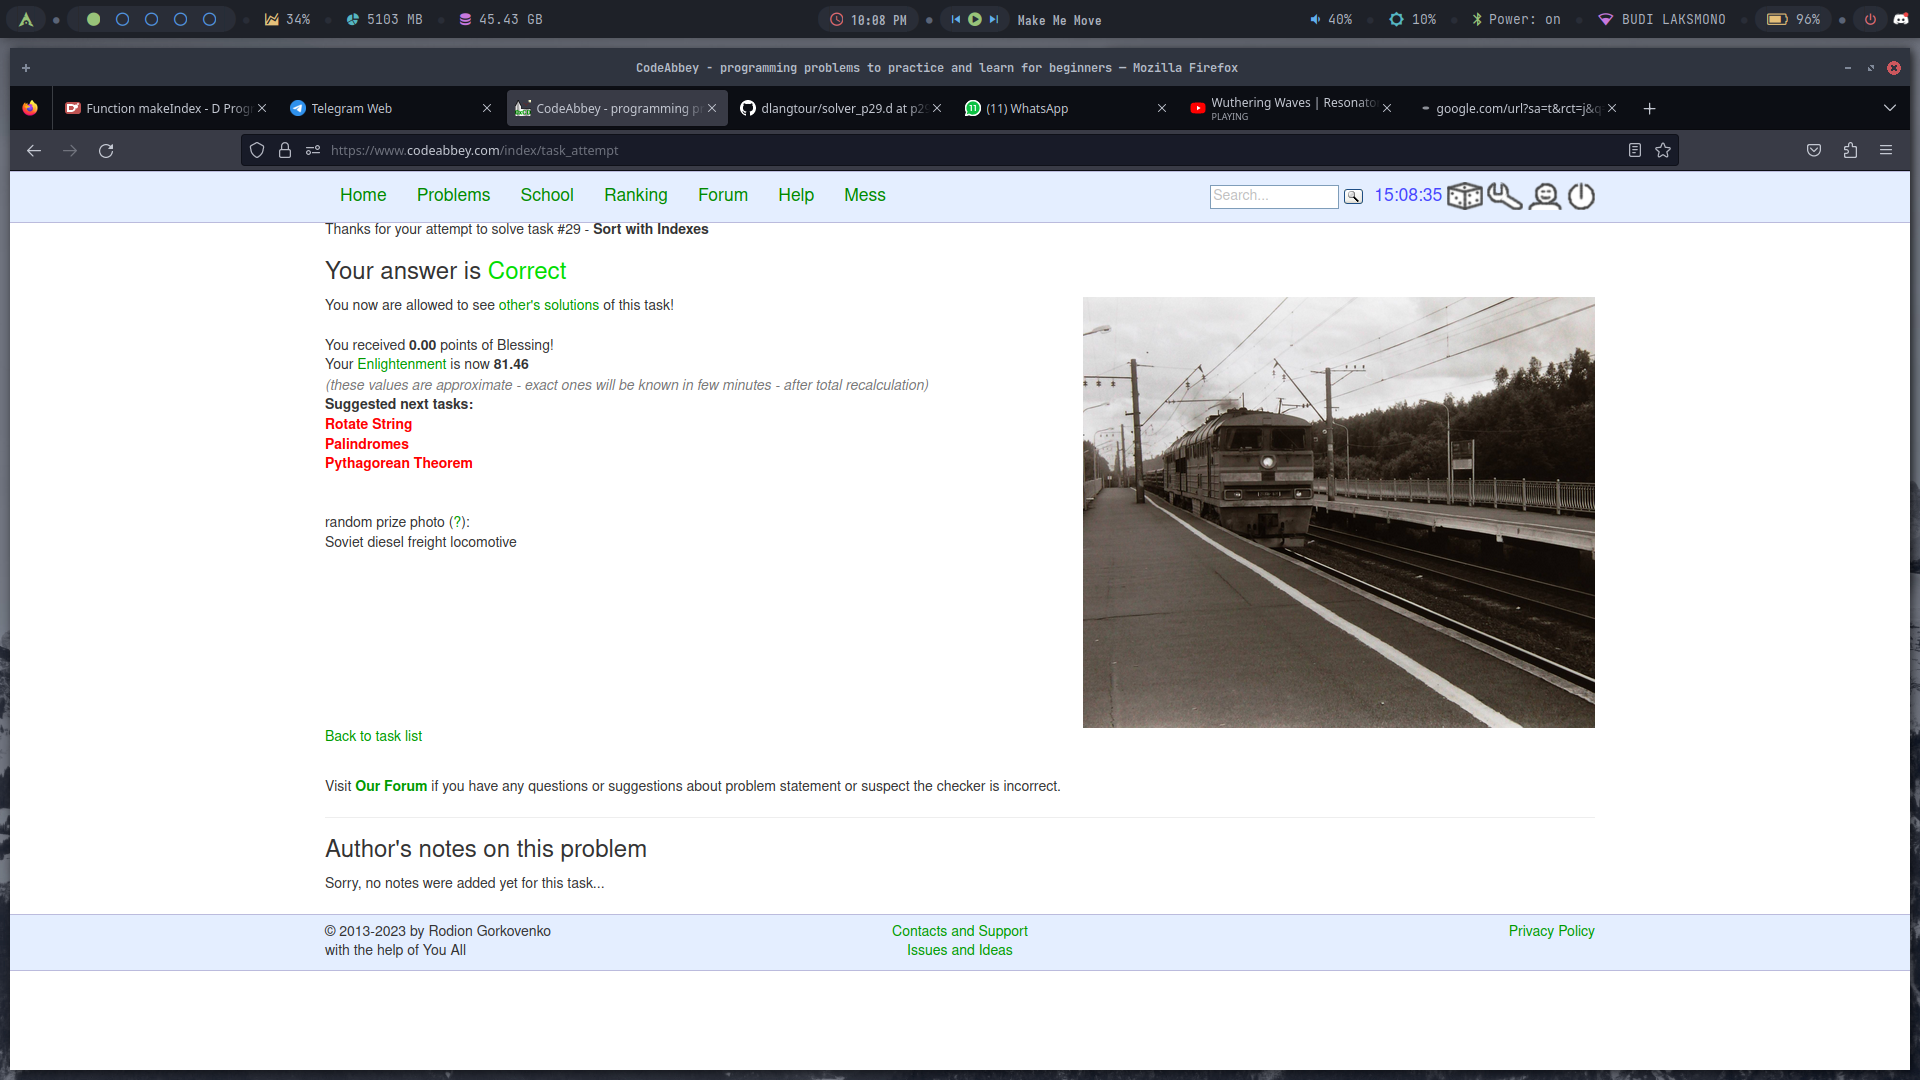 34%
5103 MB
45.43 GB
10:08 PM
Make Me Move
40%
10%
Power: on
BUDI LAKSMONO
96%
CodeAbbey - programming problems to practice and learn for beginners — Mozilla Firefox
Function makeIndex - D Prog
Telegram Web
CodeAbbey - programming p
dlangtour/solver_p29.d at p29
(11) WhatsApp
Wuthering Waves | Resonator
PLAYING
google.com/url?sa=t&rct=j&q
https://www.codeabbey.com/index/task_attempt
Home
Problems
School
Ranking
Forum
Help
Mess
Search...
15:08:35
Thanks for your attempt to solve task #29 - Sort with Indexes
Your answer is Correct
You now are allowed to see other's solutions of this task!
You received 0.00 points of Blessing!
Your Enlightenment is now 81.46
(these values are approximate - exact ones will be known in few minutes - after total recalculation)
Suggested next tasks:
Rotate String
Palindromes
Pythagorean Theorem
random prize photo (?):
Soviet diesel freight locomotive
Back to task list
Visit Our Forum if you have any questions or suggestions about problem statement or suspect the checker is incorrect.
Author's notes on this problem
Sorry, no notes were added yet for this task...
© 2013-2023 by Rodion Gorkovenko
with the help of You All
Contacts and Support
Issues and Ideas
Privacy Policy